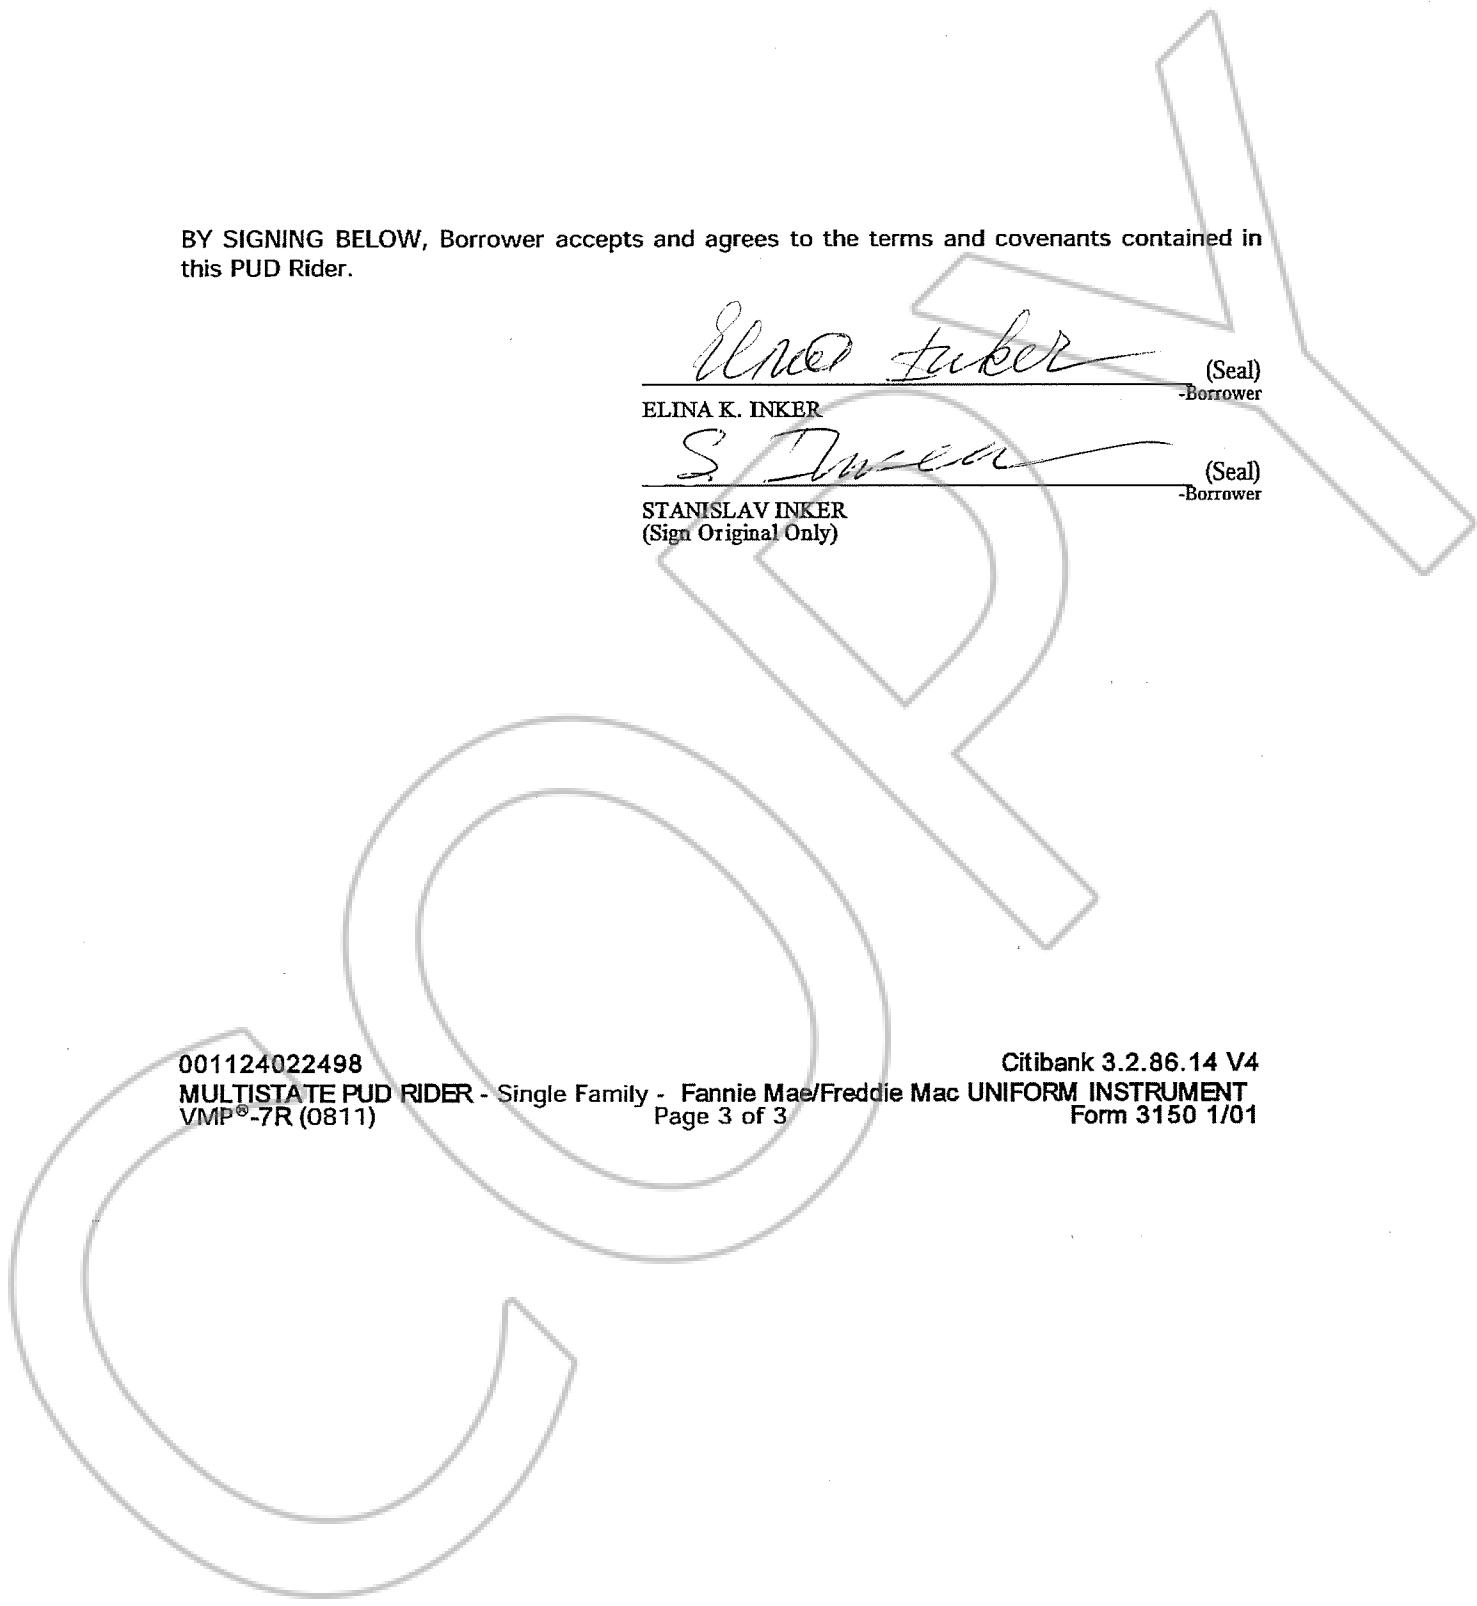 BY SIGNING BELOW, Borrower accepts and agrees to the terms and covenants contained in
this PUD Rider.
Elina Inker (Seal)
-Borrower
ELINA K. INKER
S. Inker (Seal)
-Borrower
STANISLAV INKER
(Sign Original Only)
COPY
001124022498 Citibank 3.2.86.14 V4
MULTISTATE PUD RIDER - Single Family - Fannie Mae/Freddie Mac UNIFORM INSTRUMENT
VMP®-7R (0811) Page 3 of 3 Form 3150 1/01